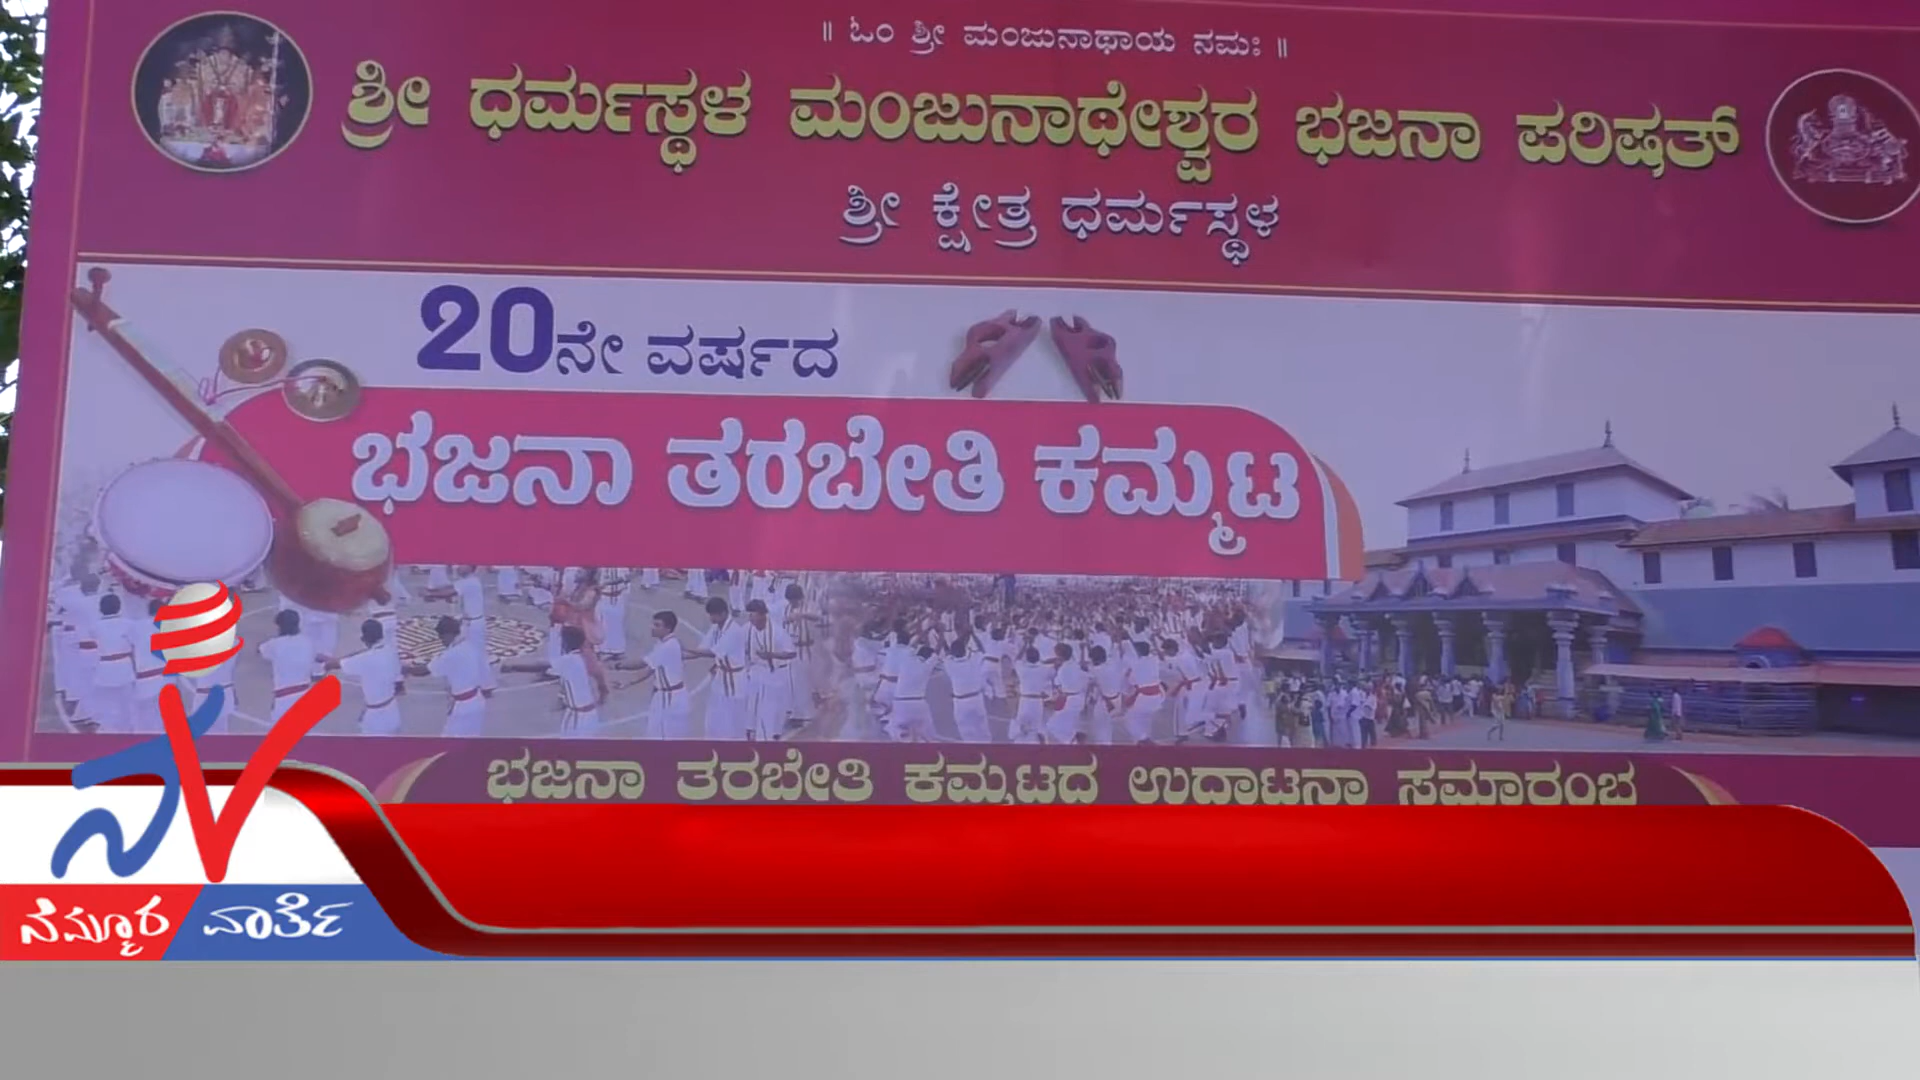 ॥ ಓಂ ಶ್ರೀ ಮಂಜುನಾಥಾಯ ನಮಃ ॥
ಶ್ರೀ ಧರ್ಮಸ್ಥಳ ಮಂಜುನಾಥೇಶ್ವರ ಭಜನಾ ಪರಿಷತ್
ಶ್ರೀ ಕ್ಷೇತ್ರ ಧರ್ಮಸ್ಥಳ
20ನೇ ವರ್ಷದ
ಭಜನಾ ತರಬೇತಿ ಕಮ್ಮಟ
ಭಜನಾ ತರಬೇತಿ ಕಮ್ಮಟದ ಉದ್ಘಾಟನಾ ಸಮಾರಂಭ
ನV
ನೆಮ್ಮೂರ ವಾರ್ತೆ